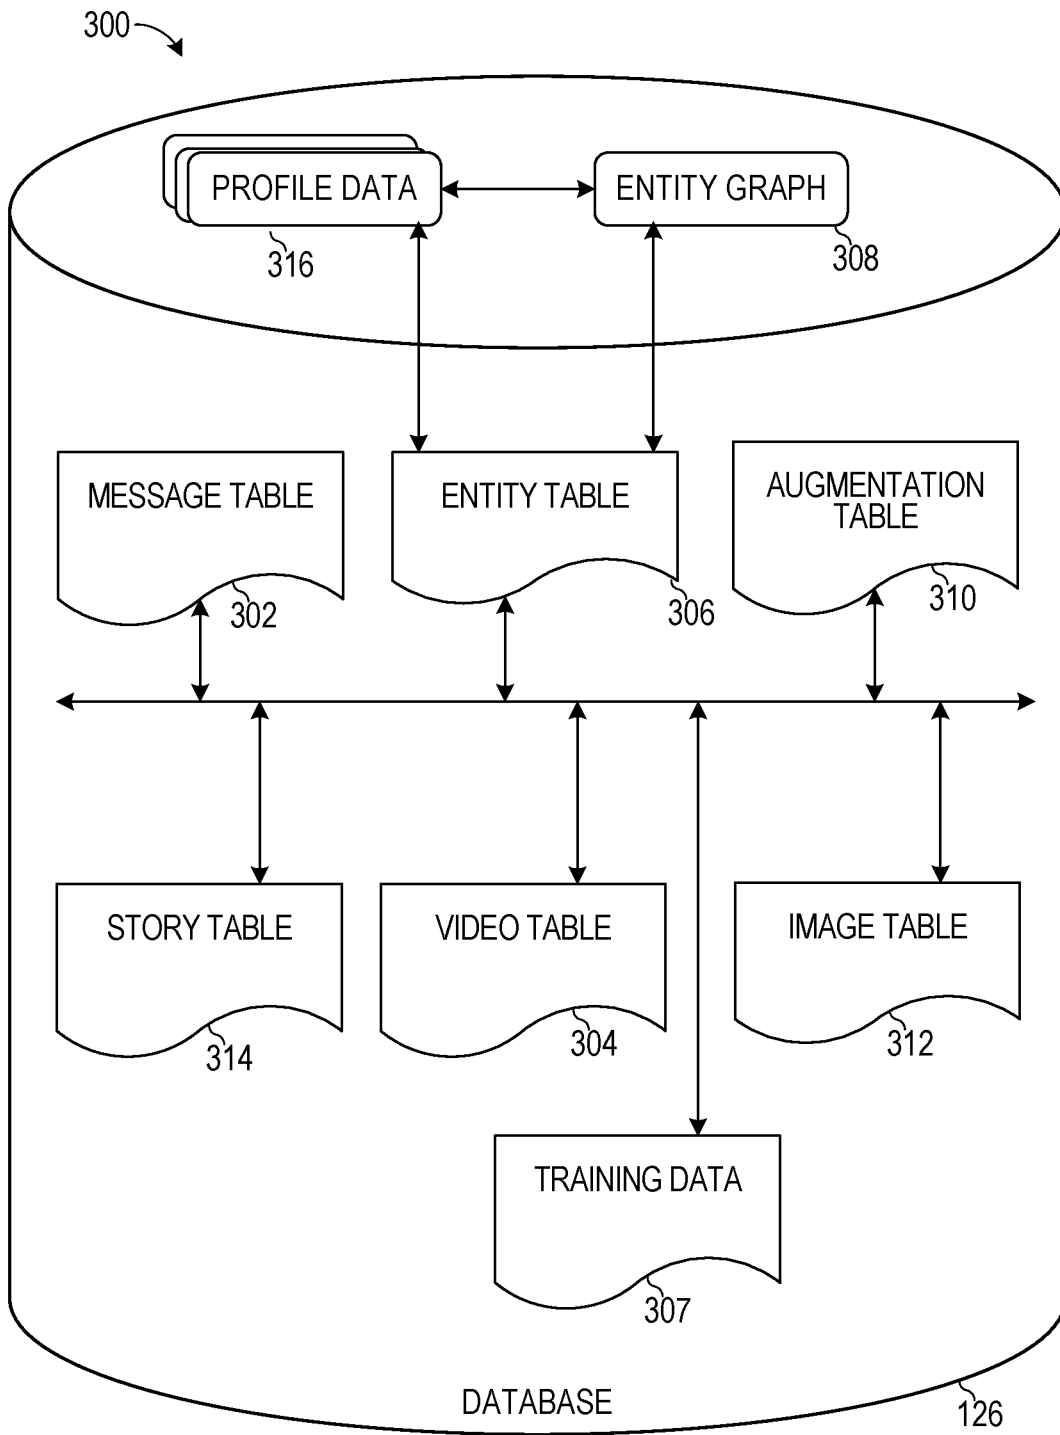 300
PROFILE DATA
ENTITY GRAPH
316
308
MESSAGE TABLE
ENTITY TABLE
AUGMENTATION
TABLE
302
306
310
STORY TABLE
VIDEO TABLE
IMAGE TABLE
314
304
312
TRAINING DATA
307
DATABASE
126